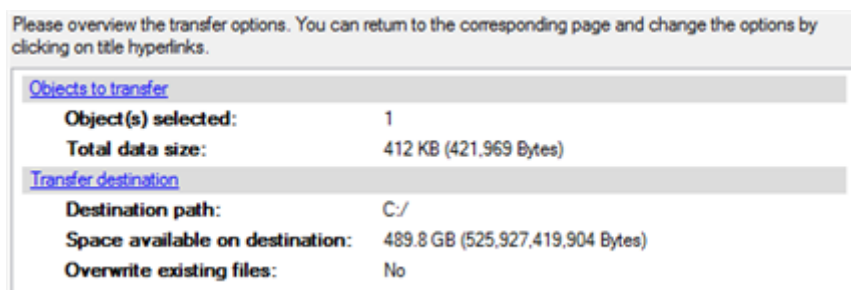 Please overview the transfer options. You can return to the corresponding page and change the options by
clicking on title hyperlinks.
Objects to transfer
Object(s) selected: 1
Total data size: 412 KB (421,969 Bytes)
Transfer destination
Destination path: C:/
Space available on destination: 489.8 GB (525,927,419,904 Bytes)
Overwrite existing files: No